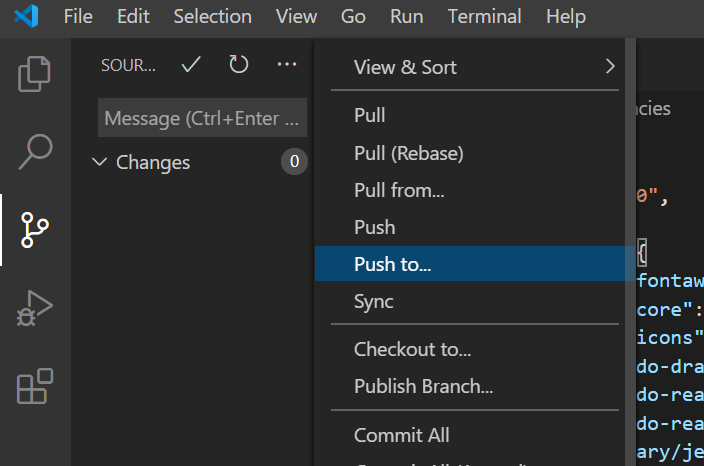 File Edit Selection View Go Run Terminal Help
SOUR...
Message (Ctrl+Enter ...
Changes 0
View & Sort
Pull
Pull (Rebase)
Pull from...
Push
Push to...
Sync
Checkout to...
Publish Branch...
Commit All
ncies
0",
{
fontaw
core":
icons"
do-dra
do-rea
do-rea
ary/je